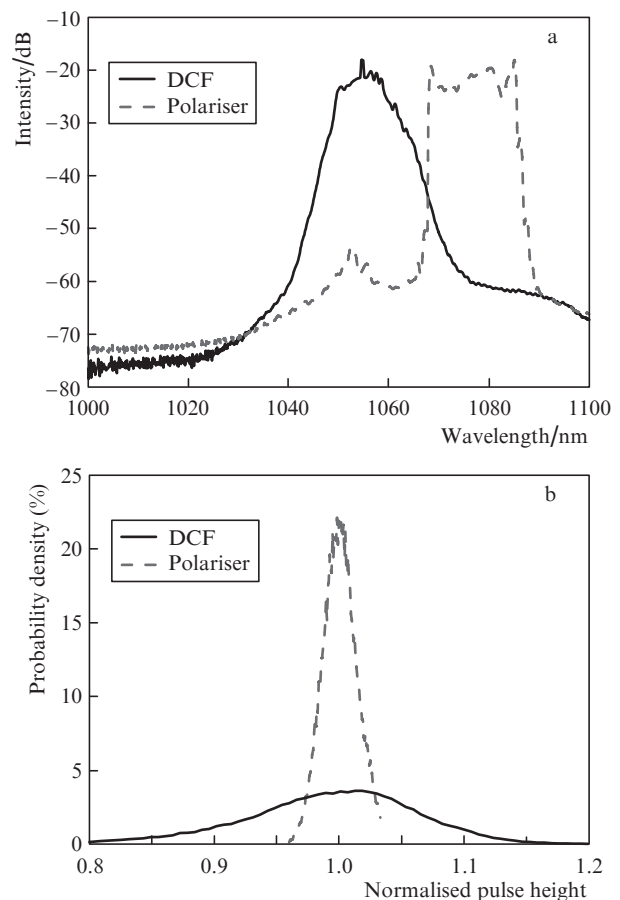 −10
−20
−30
−40
−50
−60
−70
−80
Intensity/dB
a
DCF
Polariser
1000 1020 1040 1060 1080 1100
Wavelength/nm
25
20
15
10
5
0
Probability density (%)
b
DCF
Polariser
0.8 0.9 1.0 1.1 1.2
Normalised pulse height